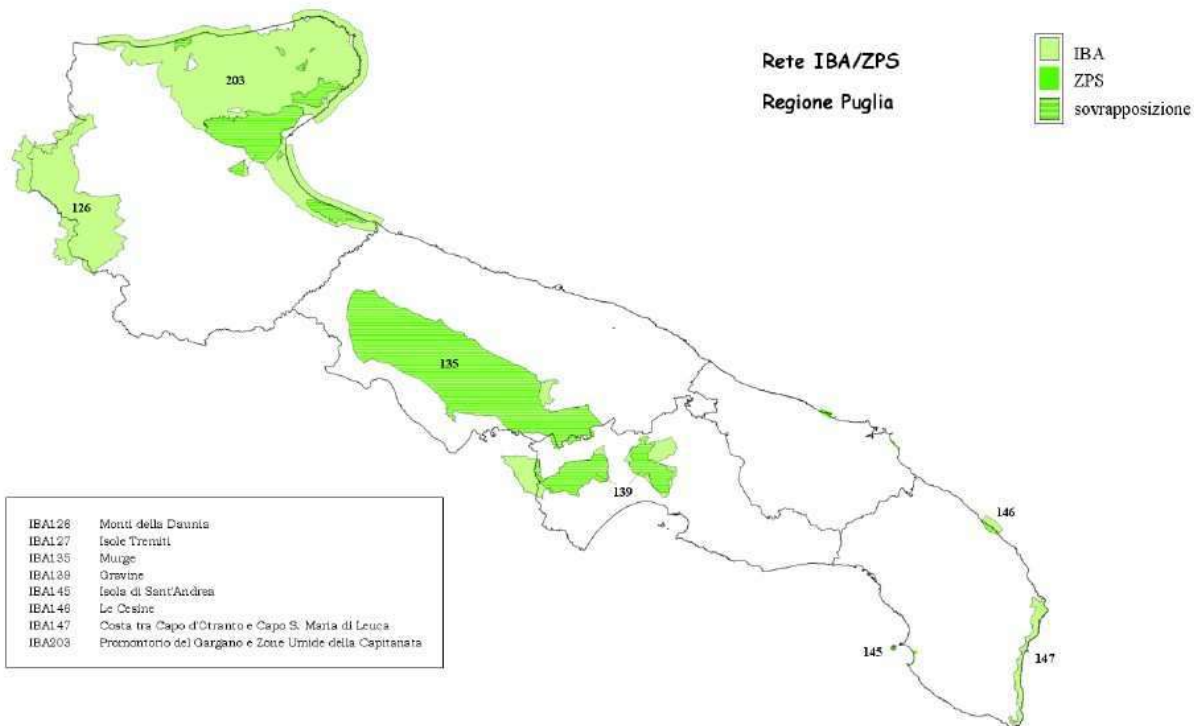 Rete IBA/ZPS
Regione Puglia
IBA
ZPS
sovrapposizione
203
126
135
139
146
145
147
IBA126 Monti della Daunia
IBA127 Isole Tremiti
IBA135 Murge
IBA139 Gravine
IBA145 Isola di Sant'Andrea
IBA146 Le Cesine
IBA147 Costa tra Capo d'Otranto e Capo S. Maria di Leuca
IBA203 Promontorio del Gargano e Zone Umide della Capitanata